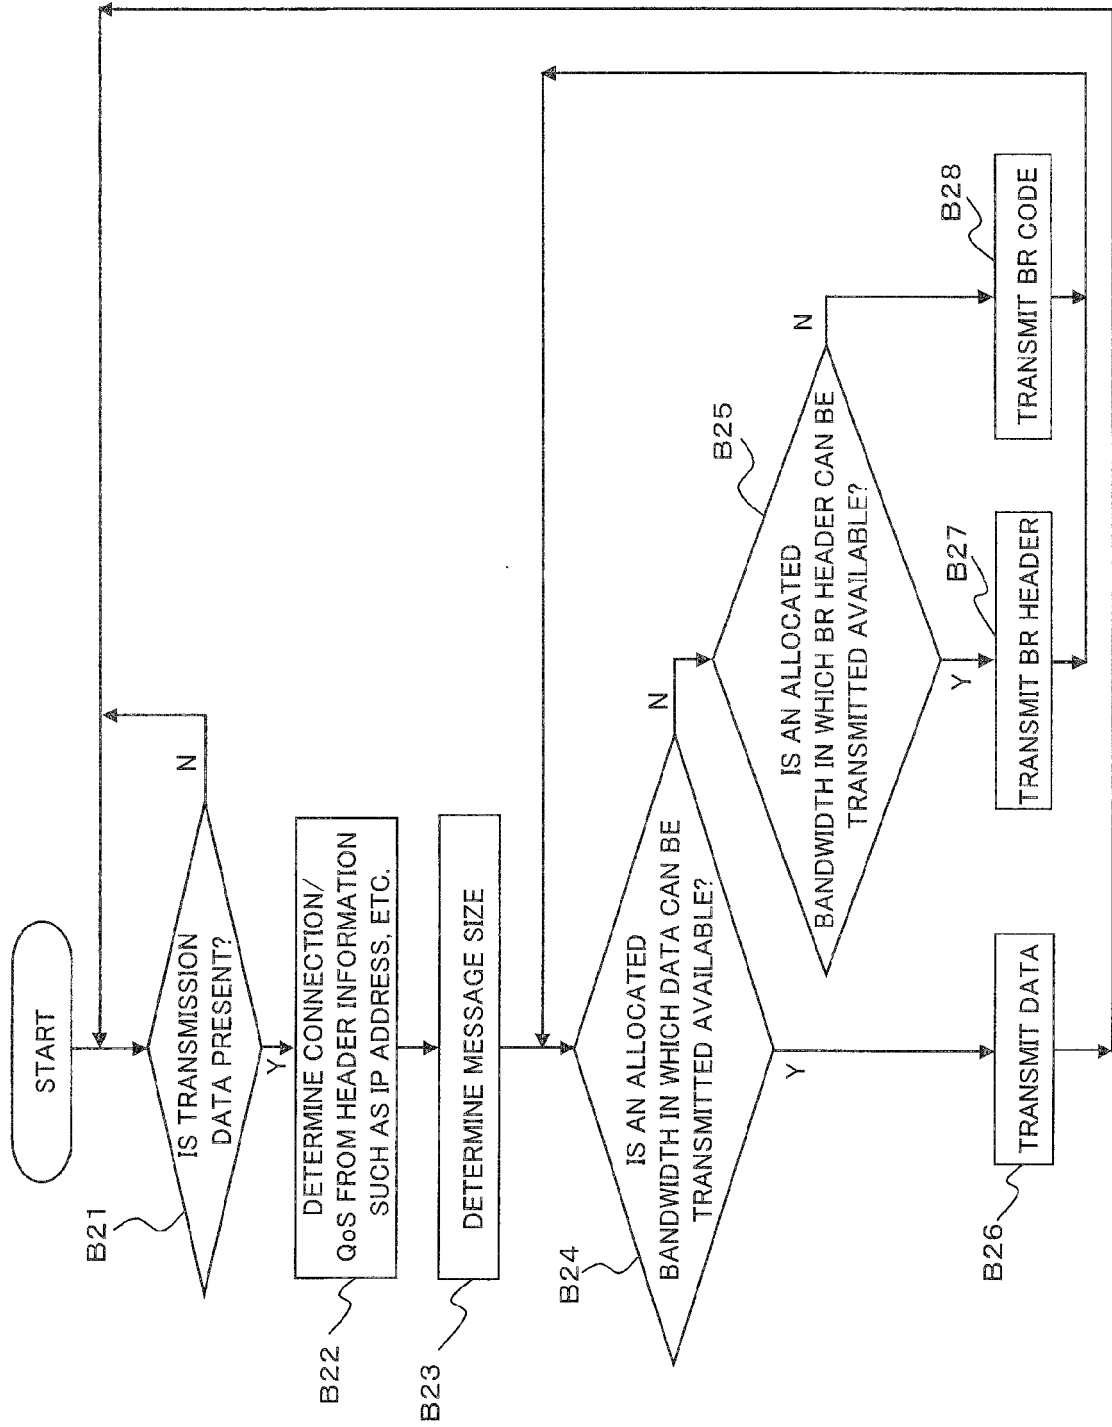 START
B21
IS TRANSMISSION
DATA PRESENT?
N
Y
B22
DETERMINE CONNECTION/
QoS FROM HEADER INFORMATION
SUCH AS IP ADDRESS, ETC.
B23
DETERMINE MESSAGE SIZE
B24
IS AN ALLOCATED
BANDWIDTH IN WHICH DATA CAN BE
TRANSMITTED AVAILABLE?
N
Y
B25
IS AN ALLOCATED
BANDWIDTH IN WHICH BR HEADER CAN BE
TRANSMITTED AVAILABLE?
N
Y
B26
TRANSMIT DATA
B27
TRANSMIT BR HEADER
B28
TRANSMIT BR CODE